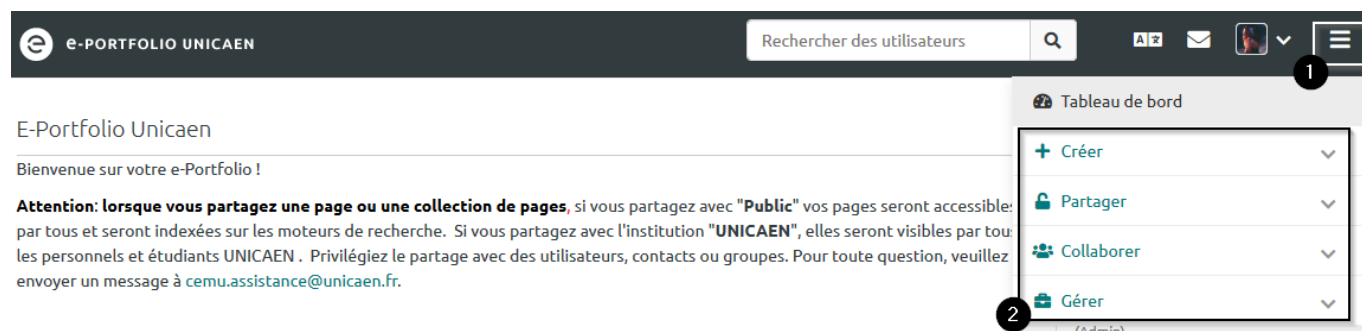 e-PORTFOLIO UNICAEN
Rechercher des utilisateurs
1
Tableau de bord
E-Portfolio Unicaen
Créer
Bienvenue sur votre e-Portfolio !
Attention: lorsque vous partagez une page ou une collection de pages, si vous partagez avec "Public" vos pages seront accessibles
Partager
par tous et seront indexées sur les moteurs de recherche. Si vous partagez avec l'institution "UNICAEN", elles seront visibles par tou
les personnels et étudiants UNICAEN . Privilégiez le partage avec des utilisateurs, contacts ou groupes. Pour toute question, veuillez
Collaborer
envoyer un message à cemu.assistance@unicaen.fr.
Gérer
2
(Admin)